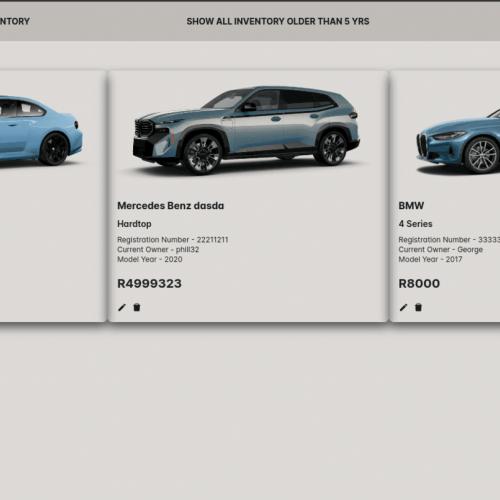 NTORY
SHOW ALL INVENTORY OLDER THAN 5 YRS
Mercedes Benz dasda
Hardtop
Registration Number - 22211211
Current Owner - phill32
Model Year - 2020
R4999323
BMW
4 Series
Registration Number - 33333
Current Owner - George
Model Year - 2017
R8000